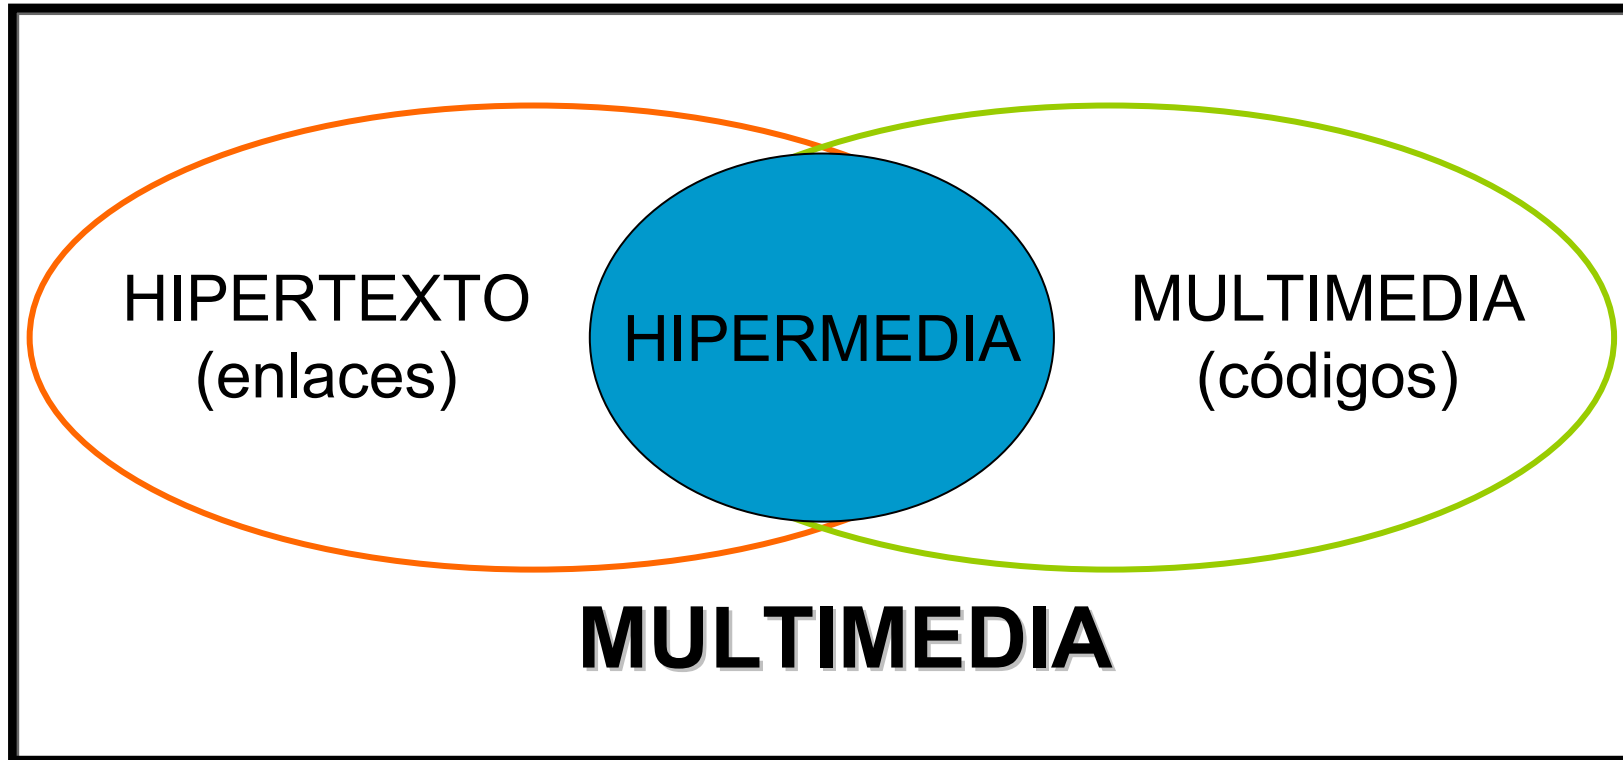 HIPERTEXTO
(enlaces)
HIPERMEDIA
MULTIMEDIA
(códigos)
MULTIMEDIA